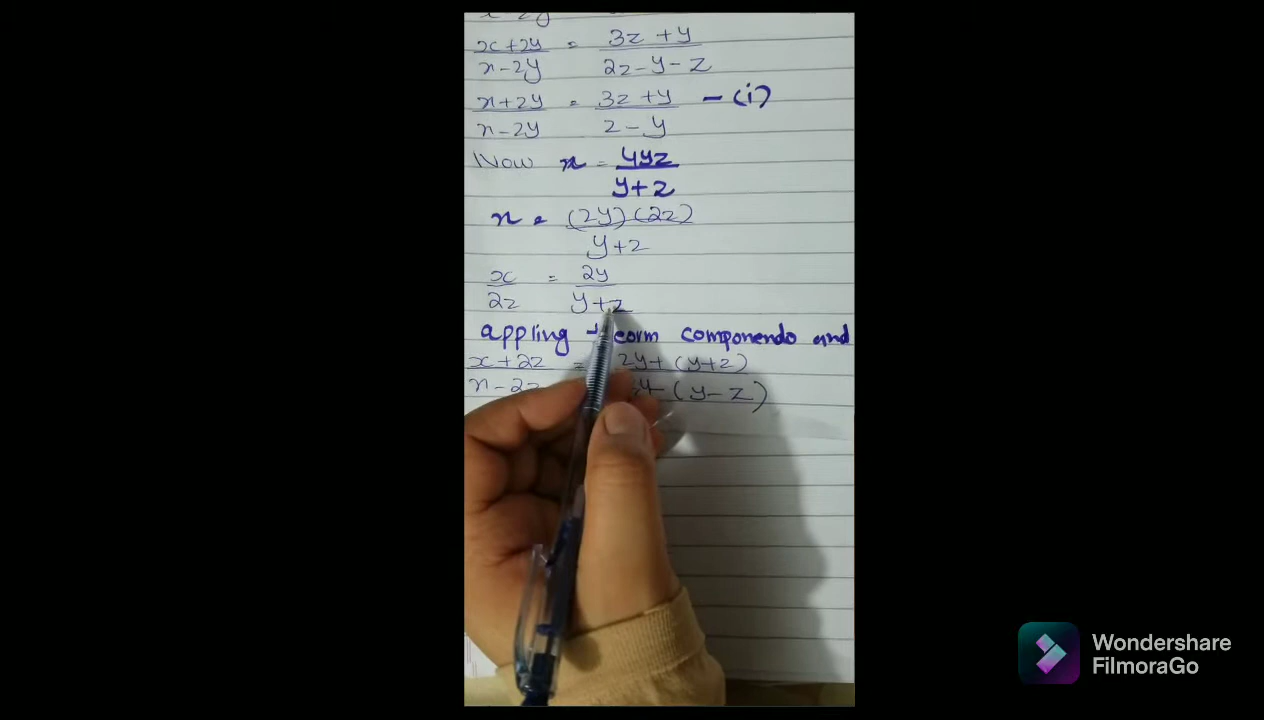 x+2y = 3z+y
x-2y 2z-y-z
x+2y = 3z+y - (i)
x-2y z-y
Now x = 4yz
y+z
x = (2y)(2z)
y+z
x = 2y
2z y+z
appling componendo and
x+2z = 2y+(y+z)
x-2z -(y-z)
Wondershare
FilmoraGo